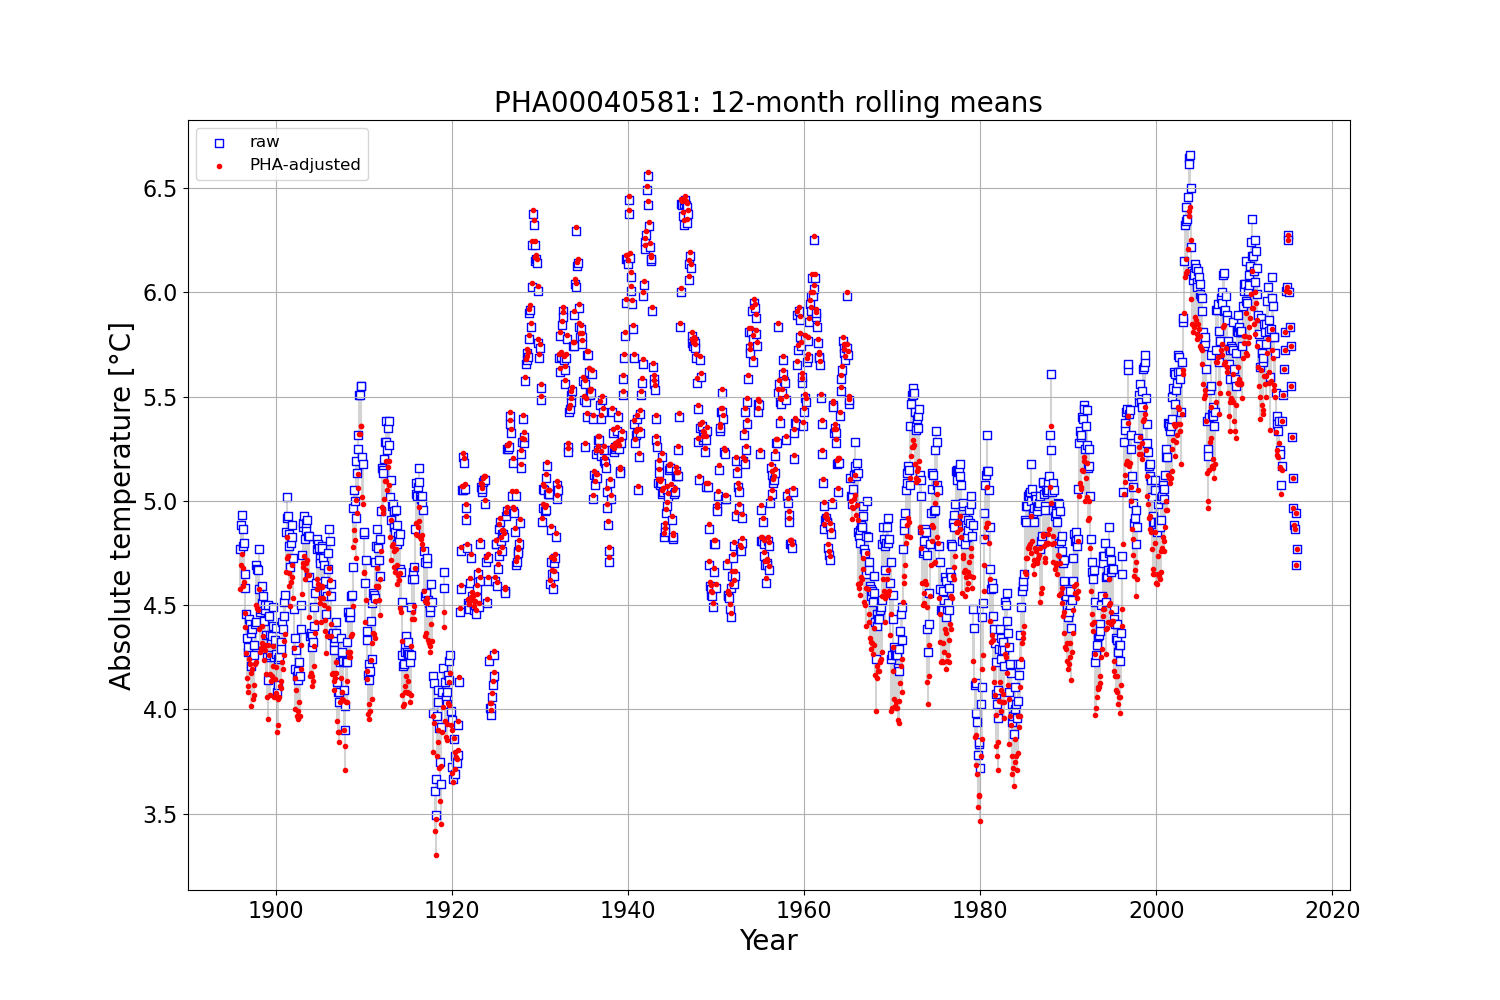 PHA00040581: 12-month rolling means
raw
PHA-adjusted
Absolute temperature [°C]
6.5
6.0
5.5
5.0
4.5
4.0
3.5
1900 1920 1940 1960 1980 2000 2020
Year